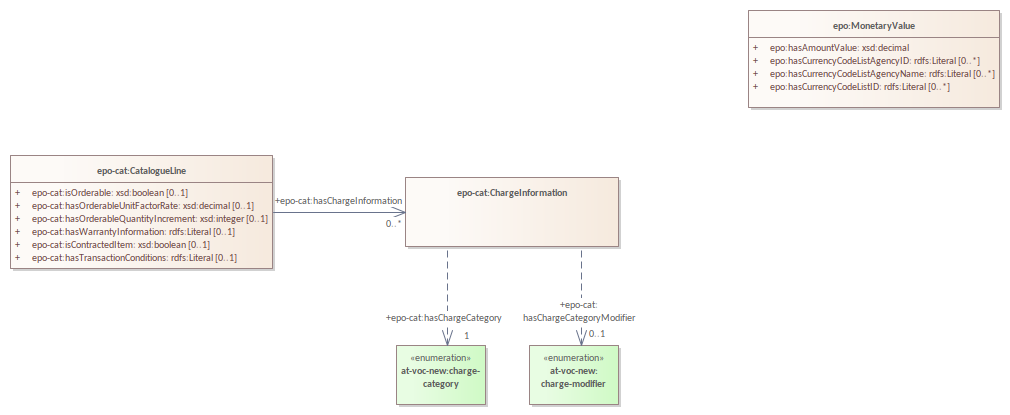 epo:MonetaryValue
+ epo:hasAmountValue: xsd:decimal
+ epo:hasCurrencyCodeListAgencyID: rdfs:Literal [0..*]
+ epo:hasCurrencyCodeListAgencyName: rdfs:Literal [0..*]
+ epo:hasCurrencyCodeListID: rdfs:Literal [0..*]
epo-cat:CatalogueLine
+ epo-cat:isOrderable: xsd:boolean [0..1]
+ epo-cat:hasOrderableUnitFactorRate: xsd:decimal [0..1]
+ epo-cat:hasOrderableQuantityIncrement: xsd:integer [0..1]
+ epo-cat:hasWarrantyInformation: rdfs:Literal [0..1]
+ epo-cat:isContractedItem: xsd:boolean [0..1]
+ epo-cat:hasTransactionConditions: rdfs:Literal [0..1]
+epo-cat:hasChargeInformation
0..*
epo-cat:ChargeInformation
+epo-cat:hasChargeCategory
1
+epo-cat:
hasChargeCategoryModifier
0..1
«enumeration»
at-voc-new:charge-
category
«enumeration»
at-voc-new:
charge-modifier